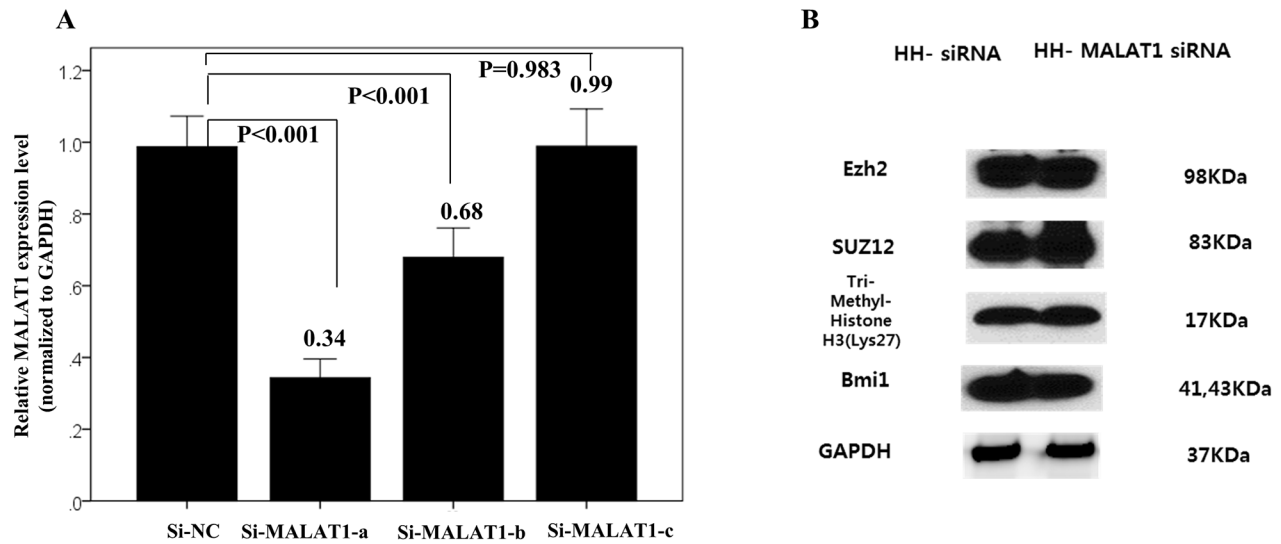 A
Relative MALAT1 expression level
(normalized to GAPDH)
1.2
1.0
.8
.6
.4
.2
.0
P=0.983
P<0.001
P<0.001
0.34
0.68
0.99
Si-NC
Si-MALAT1-a
Si-MALAT1-b
Si-MALAT1-c
B
HH- siRNA
HH- MALAT1 siRNA
Ezh2
98KDa
SUZ12
83KDa
Tri-
Methyl-
Histone
H3(Lys27)
17KDa
Bmi1
41,43KDa
GAPDH
37KDa